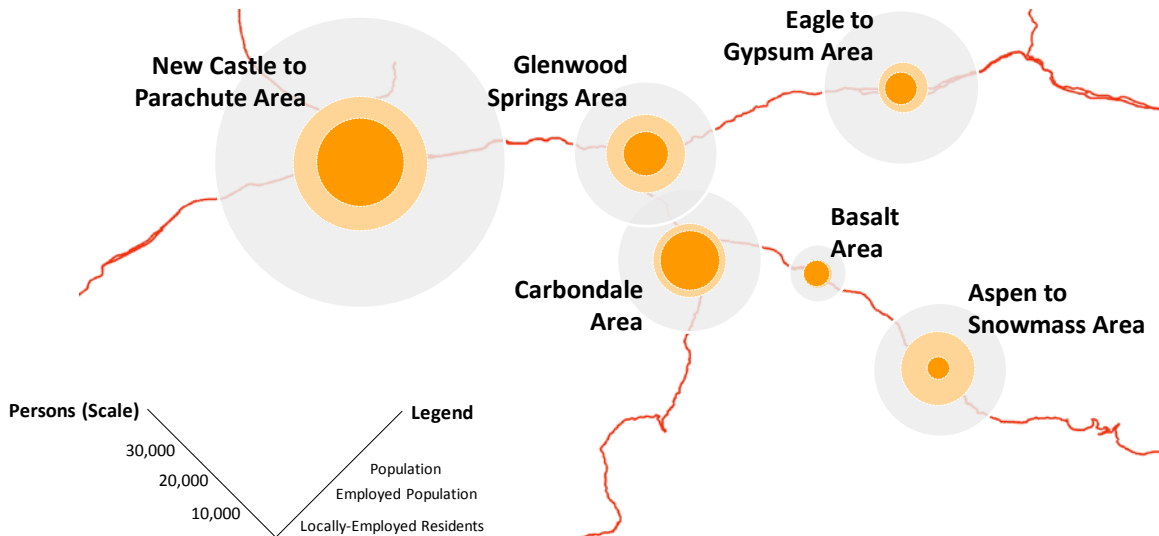 New Castle to
Parachute Area
Glenwood
Springs Area
Eagle to
Gypsum Area
Carbondale
Area
Basalt
Area
Aspen to
Snowmass Area
Persons (Scale)
30,000
20,000
10,000
Legend
Population
Employed Population
Locally-Employed Residents